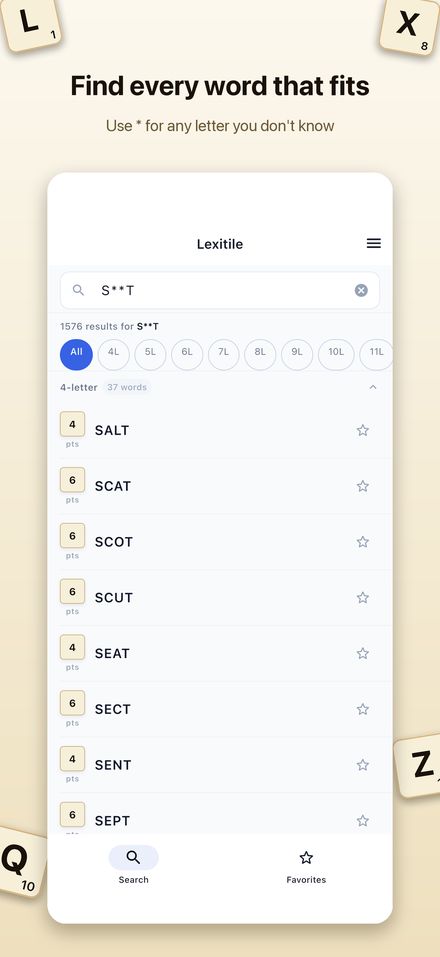 L
1
X
8
Find every word that fits
Use * for any letter you don't know
Lexitile
S**T
1576 results for S**T
All 4L 5L 6L 7L 8L 9L 10L 11L
4-letter 37 words
4
pts
SALT
6
pts
SCAT
6
pts
SCOT
6
pts
SCUT
4
pts
SEAT
6
pts
SECT
4
pts
SENT
6
SEPT
Z
Q
10
Search
Favorites